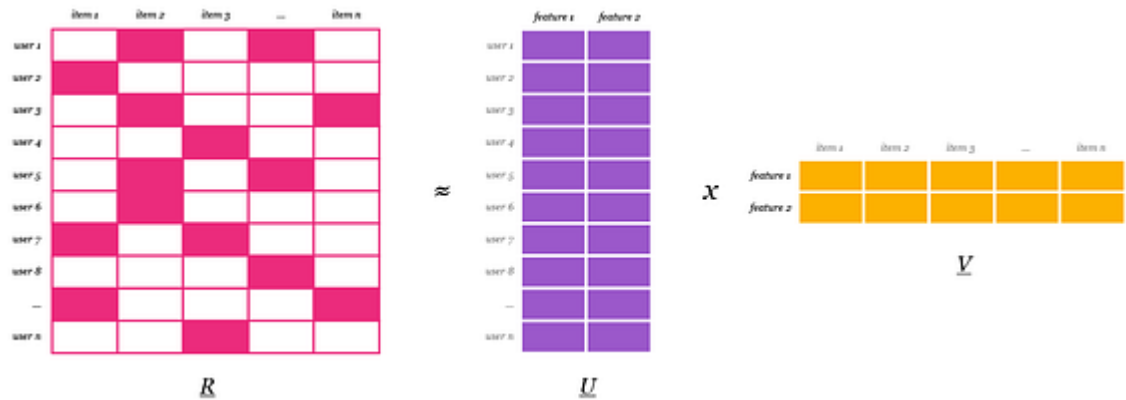 item 1 item 2 item 3 ... item n
user 1
user 2
user 3
user 4
user 5
user 6
user 7
user 8
...
user n
R
≈
feature 1 feature 2
user 1
user 2
user 3
user 4
user 5
user 6
user 7
user 8
...
user n
U
x
item 1 item 2 item 3 ... item n
feature 1
feature 2
V